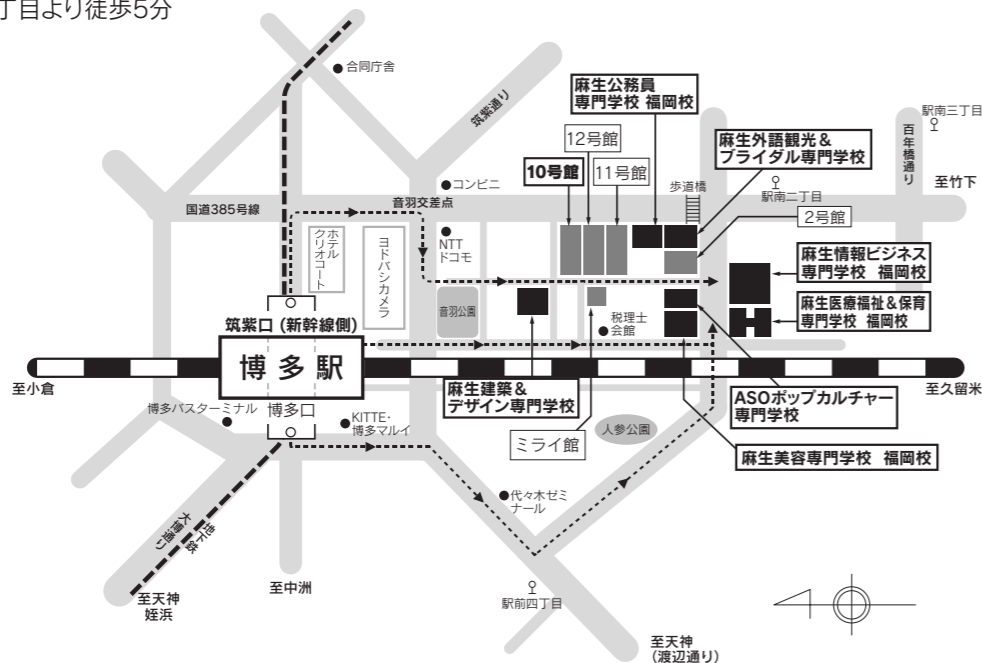 丁目より徒歩5分
合同庁舎
筑紫通り
麻生公務員
専門学校 福岡校
12号館
10号館
11号館
麻生外語観光&
ブライダル専門学校
駅南三丁目
百年橋通り
コンビニ
歩道橋
駅南二丁目
至竹下
国道385号線
音羽交差点
2号館
ホテル
クリオコート
ヨドバシカメラ
NTT
ドコモ
麻生情報ビジネス
専門学校 福岡校
音羽公園
税理士
会館
麻生医療福祉&保育
専門学校 福岡校
筑紫口 (新幹線側)
博多駅
至小倉
至久留米
麻生建築&
デザイン専門学校
ASOポップカルチャー
専門学校
博多バスターミナル
博多口
KITTE・
博多マルイ
ミライ館
人参公園
麻生美容専門学校 福岡校
代々木ゼミ
ナール
地下鉄
大博通り
至天神
姪浜
至中洲
駅前四丁目
至天神
(渡辺通り)